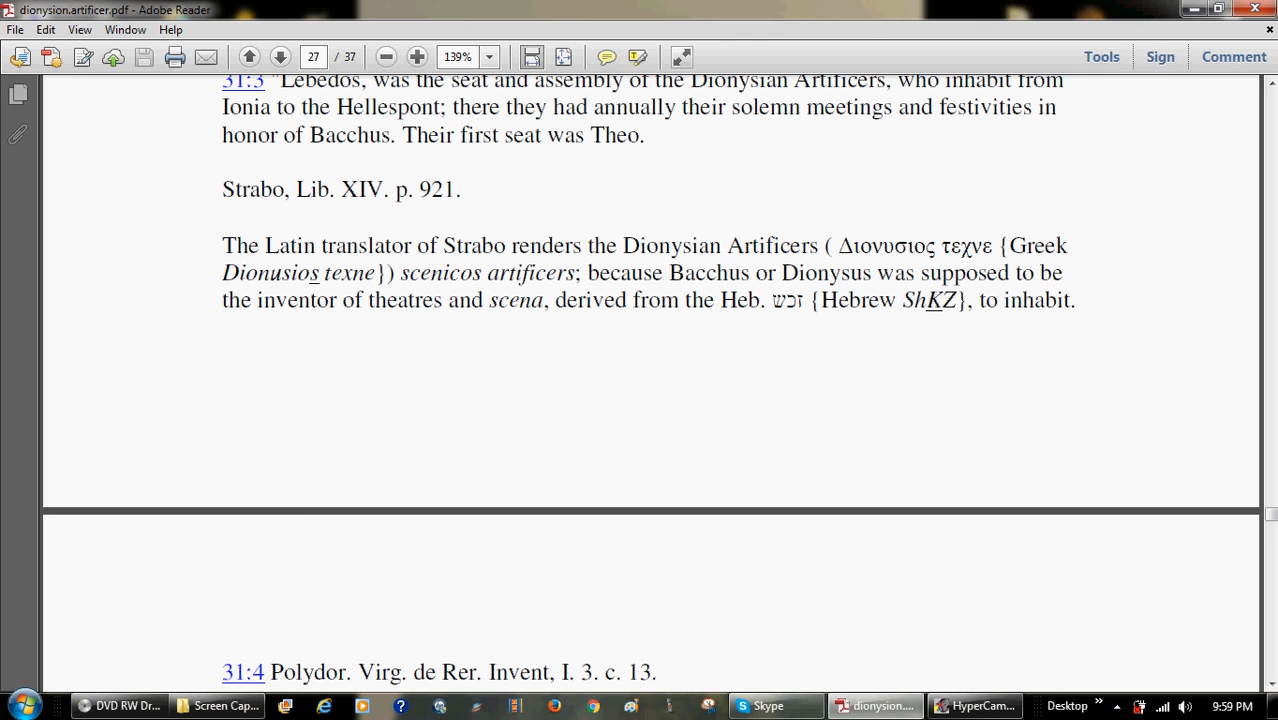 dionysion.artificer.pdf - Adobe Reader
File Edit View Window Help
27 / 37 139% Tools Sign Comment
31:3 "Lebedos, was the seat and assembly of the Dionysian Artificers, who inhabit from
Ionia to the Hellespont; there they had annually their solemn meetings and festivities in
honor of Bacchus. Their first seat was Theo.
Strabo, Lib. XIV. p. 921.
The Latin translator of Strabo renders the Dionysian Artificers ( Διονυσιος τεχνε {Greek
Dionusios texne}) scenicos artificers; because Bacchus or Dionysus was supposed to be
the inventor of theatres and scena, derived from the Heb. זכש {Hebrew ShKZ}, to inhabit.
31:4 Polydor. Virg. de Rer. Invent, I. 3. c. 13.
DVD RW Dr... Screen Cap... Skype dionysion.... HyperCam... Desktop » 9:59 PM